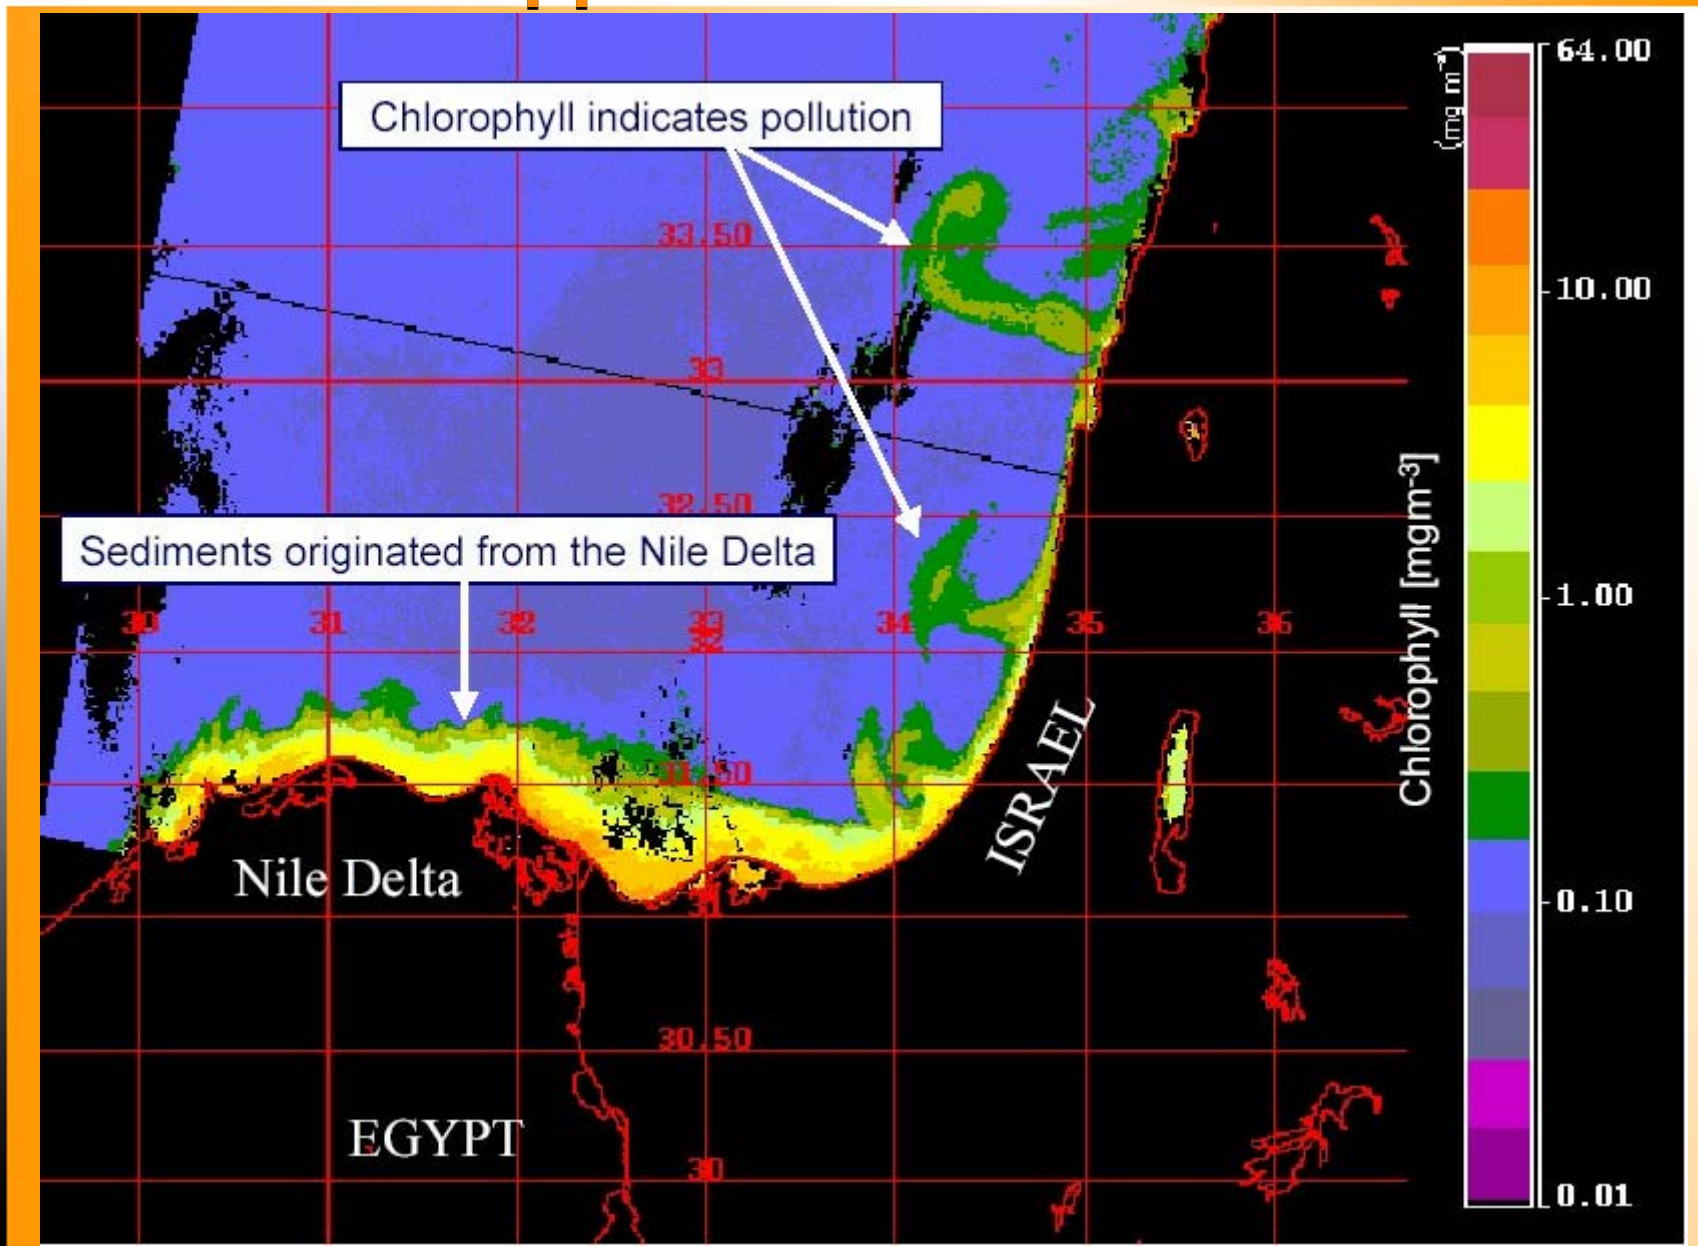 64.00
(mg m⁻³)
Chlorophyll indicates pollution
33.50
10.00
33
32.50
Sediments originated from the Nile Delta
Chlorophyll [mgm-3]
1.00
30 31 32 33 34 35 36
32
ISRAEL
31.50
Nile Delta
0.10
31
30.50
EGYPT
30
0.01